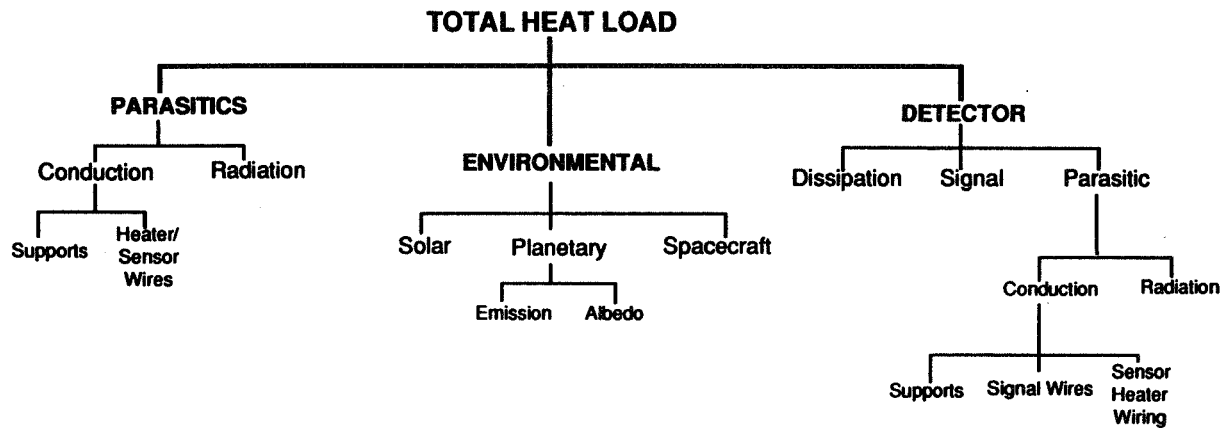 TOTAL HEAT LOAD
PARASITICS
Conduction
Radiation
Supports
Heater/
Sensor
Wires
ENVIRONMENTAL
Solar
Planetary
Spacecraft
Emission
Albedo
DETECTOR
Dissipation
Signal
Parasitic
Conduction
Radiation
Supports
Signal Wires
Sensor
Heater
Wiring